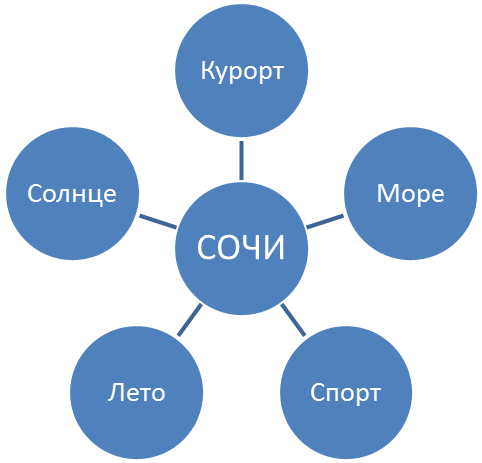 Курорт
Солнце
Море
СОЧИ
Лето
Спорт